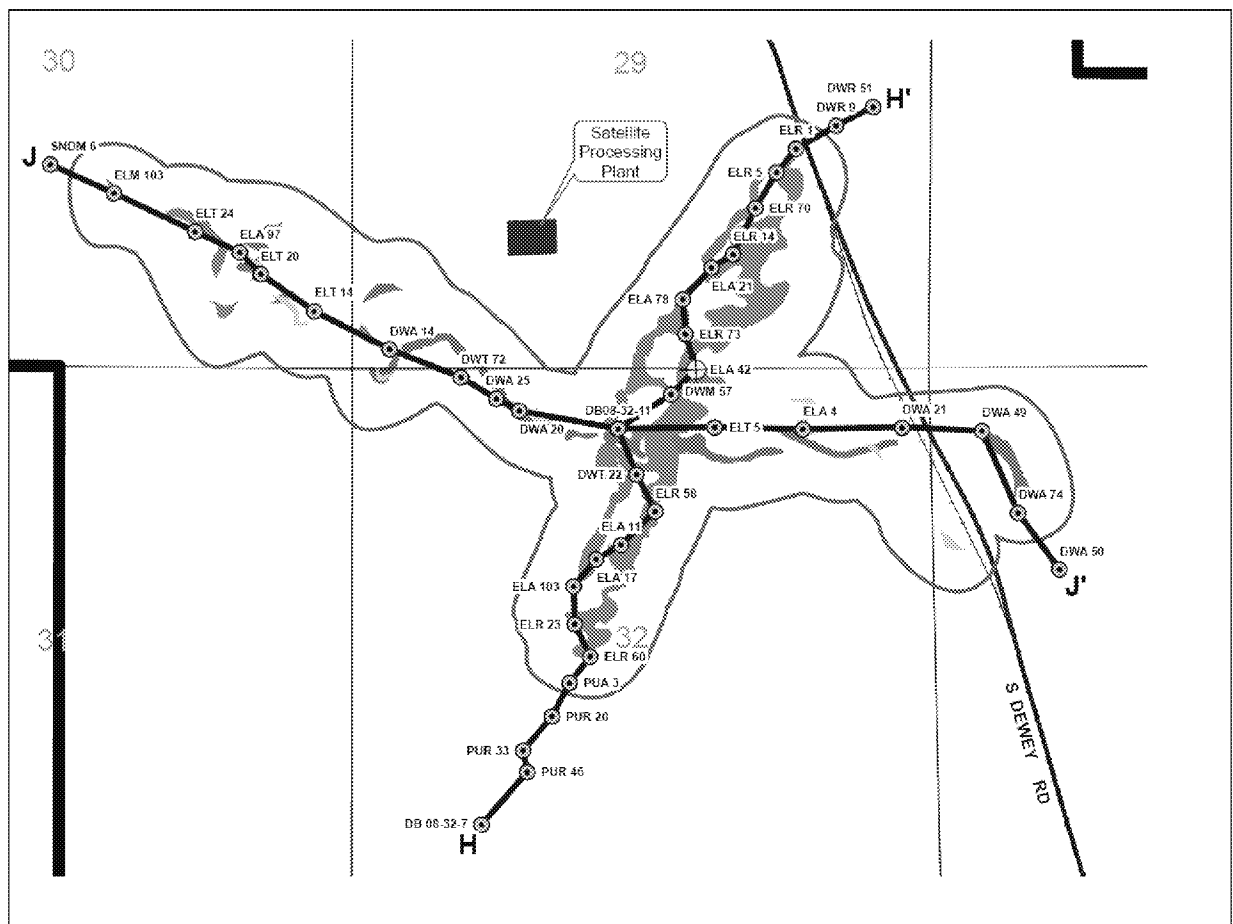 30
29
DWR 51
H'
DWR 9
ELR 1
Satellite
Processing
Plant
J
SNDM 6
ELR 5
ELM 103
ELR 70
ELT 24
ELA 97
ELR 14
ELT 20
ELA 21
ELA 78
ELT 14
ELR 73
DWA 14
DWT 72
ELA 42
DWA 25
DWM 57
DB08-32-11
ELA 4
DWA 21
DWA 49
DWA 20
ELT 5
DWT 22
ELR 58
DWA 74
ELA 11
DWA 50
ELA 17
J'
ELA 103
ELR 23
31
32
ELR 60
PUA 3
S DEWEY RD
PUR 20
PUR 33
PUR 46
DB 08-32-7
H